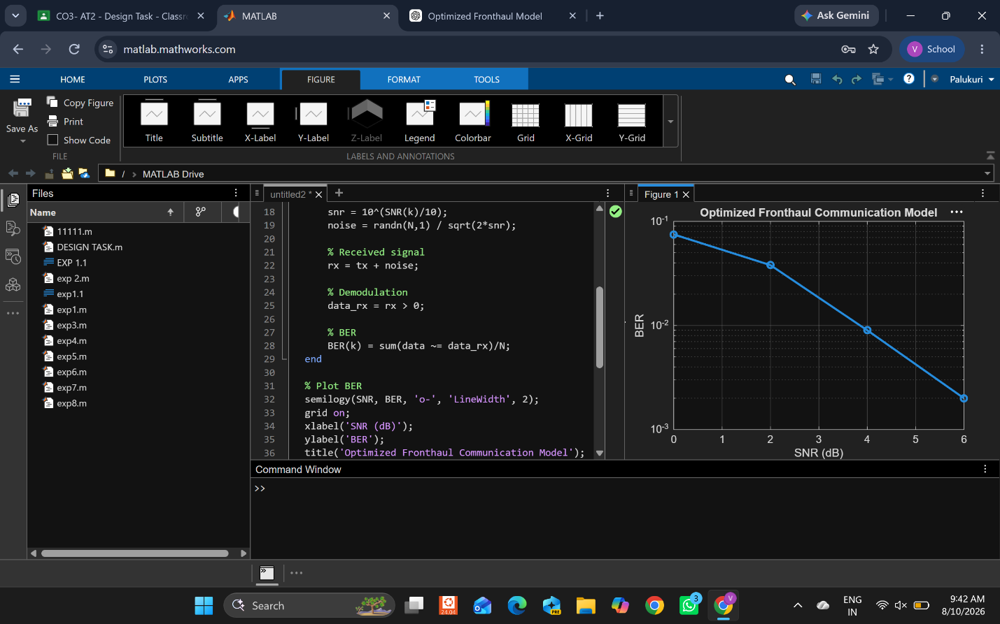 CO3- AT2 - Design Task - Classr
MATLAB
Optimized Fronthaul Model
Ask Gemini
matlab.mathworks.com
V
School
HOME
PLOTS
APPS
FIGURE
FORMAT
TOOLS
Palukuri
Save As
Copy Figure
Print
Show Code
FILE
Title
Subtitle
X-Label
Y-Label
Z-Label
Legend
Colorbar
Grid
X-Grid
Y-Grid
LABELS AND ANNOTATIONS
/ › MATLAB Drive
Files
Name
11111.m
DESIGN TASK.m
EXP 1.1
exp 2.m
exp1.1
exp1.m
exp3.m
exp4.m
exp5.m
exp6.m
exp7.m
exp8.m
untitled2 *
18 snr = 10^(SNR(k)/10);
19 noise = randn(N,1) / sqrt(2*snr);
20
21 % Received signal
22 rx = tx + noise;
23
24 % Demodulation
25 data_rx = rx > 0;
26
27 % BER
28 BER(k) = sum(data ~= data_rx)/N;
29 end
30
31 % Plot BER
32 semilogy(SNR, BER, 'o-', 'LineWidth', 2);
33 grid on;
34 xlabel('SNR (dB)');
35 ylabel('BER');
36 title('Optimized Fronthaul Communication Model');
Figure 1
Optimized Fronthaul Communication Model
10-1
10-2
10-3
BER
0 1 2 3 4 5 6
SNR (dB)
Command Window
>>
Search
24.04
PRE
3
V
ENG
IN
9:42 AM
8/10/2026